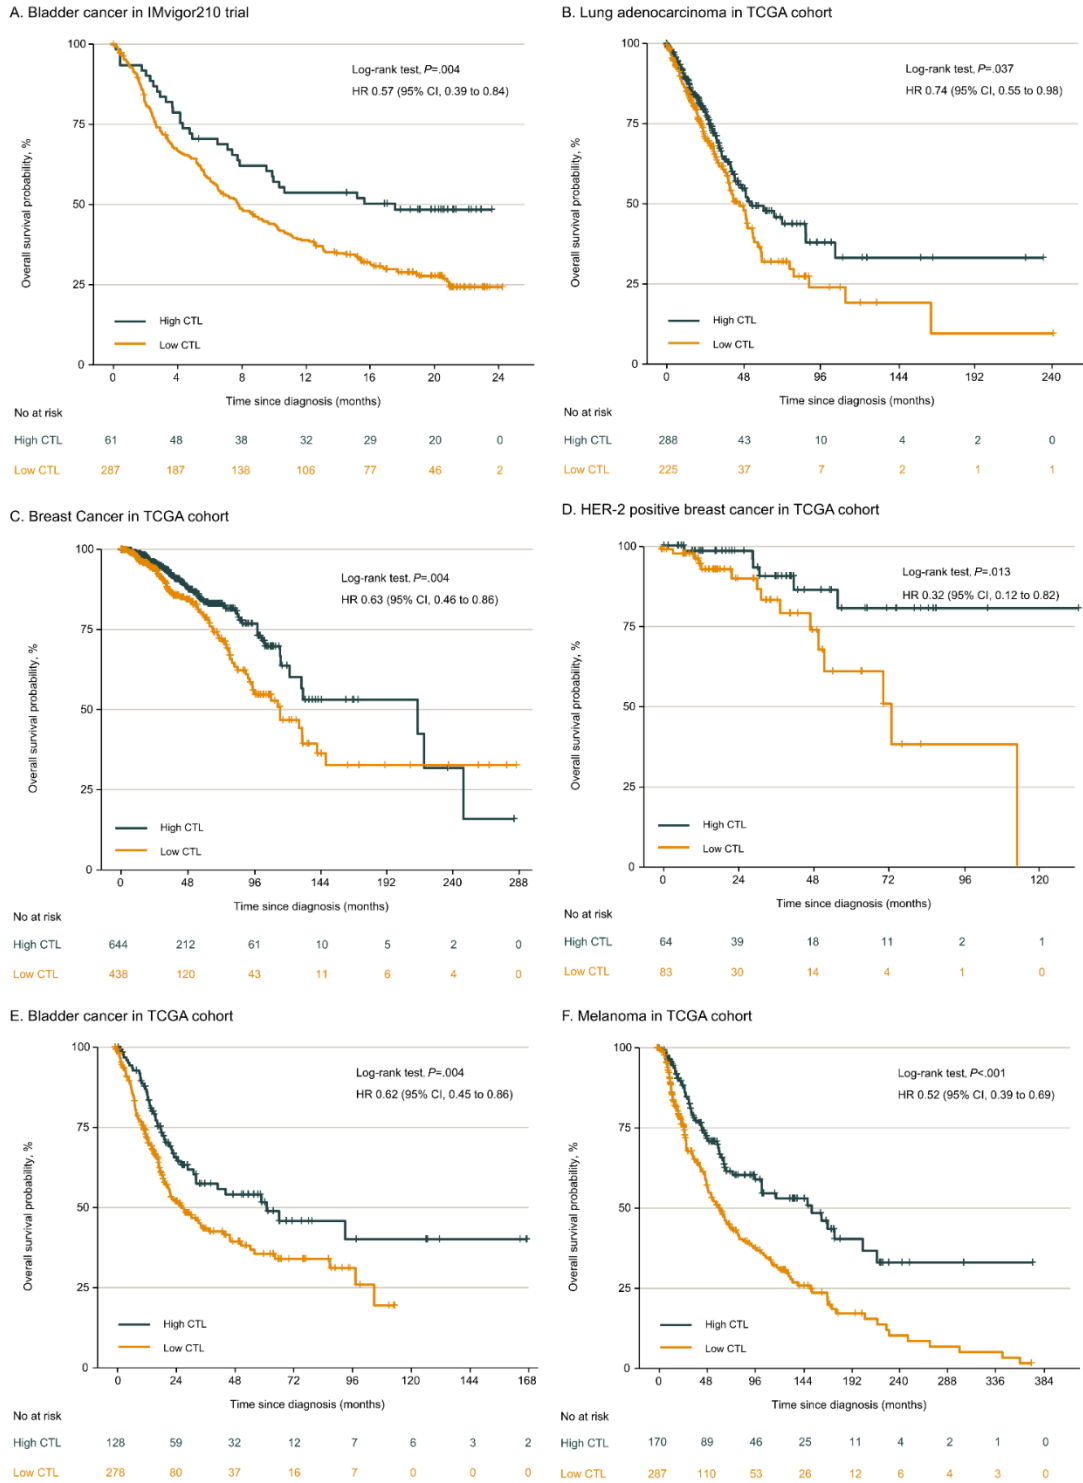 A. Bladder cancer in IMvigor210 trial
100
75
50
25
0
Overall survival probability, %
Log-rank test, P=.004
HR 0.57 (95% CI, 0.39 to 0.84)
High CTL
Low CTL
0 4 8 12 16 20 24
Time since diagnosis (months)
No at risk
High CTL 61 48 38 32 29 20 0
Low CTL 287 187 138 106 77 46 2
B. Lung adenocarcinoma in TCGA cohort
100
75
50
25
0
Overall survival probability, %
Log-rank test, P=.037
HR 0.74 (95% CI, 0.55 to 0.98)
High CTL
Low CTL
0 48 96 144 192 240
Time since diagnosis (months)
No at risk
High CTL 288 43 10 4 2 0
Low CTL 225 37 7 2 1 1
C. Breast Cancer in TCGA cohort
100
75
50
25
0
Overall survival probability, %
Log-rank test, P=.004
HR 0.63 (95% CI, 0.46 to 0.86)
High CTL
Low CTL
0 48 96 144 192 240 288
Time since diagnosis (months)
No at risk
High CTL 644 212 61 10 5 2 0
Low CTL 438 120 43 11 6 4 0
D. HER-2 positive breast cancer in TCGA cohort
100
75
50
25
0
Overall survival probability, %
Log-rank test, P=.013
HR 0.32 (95% CI, 0.12 to 0.82)
High CTL
Low CTL
0 24 48 72 96 120
Time since diagnosis (months)
No at risk
High CTL 64 39 18 11 2 1
Low CTL 83 30 14 4 1 0
E. Bladder cancer in TCGA cohort
100
75
50
25
0
Overall survival probability, %
Log-rank test, P=.004
HR 0.62 (95% CI, 0.45 to 0.86)
High CTL
Low CTL
0 24 48 72 96 120 144 168
Time since diagnosis (months)
No at risk
High CTL 128 59 32 12 7 6 3 2
Low CTL 278 80 37 16 7 0 0 0
F. Melanoma in TCGA cohort
100
75
50
25
0
Overall survival probability, %
Log-rank test, P<.001
HR 0.52 (95% CI, 0.39 to 0.69)
High CTL
Low CTL
0 48 96 144 192 240 288 336 384
Time since diagnosis (months)
No at risk
High CTL 170 89 46 25 11 4 2 1 0
Low CTL 287 110 53 26 12 6 4 3 0